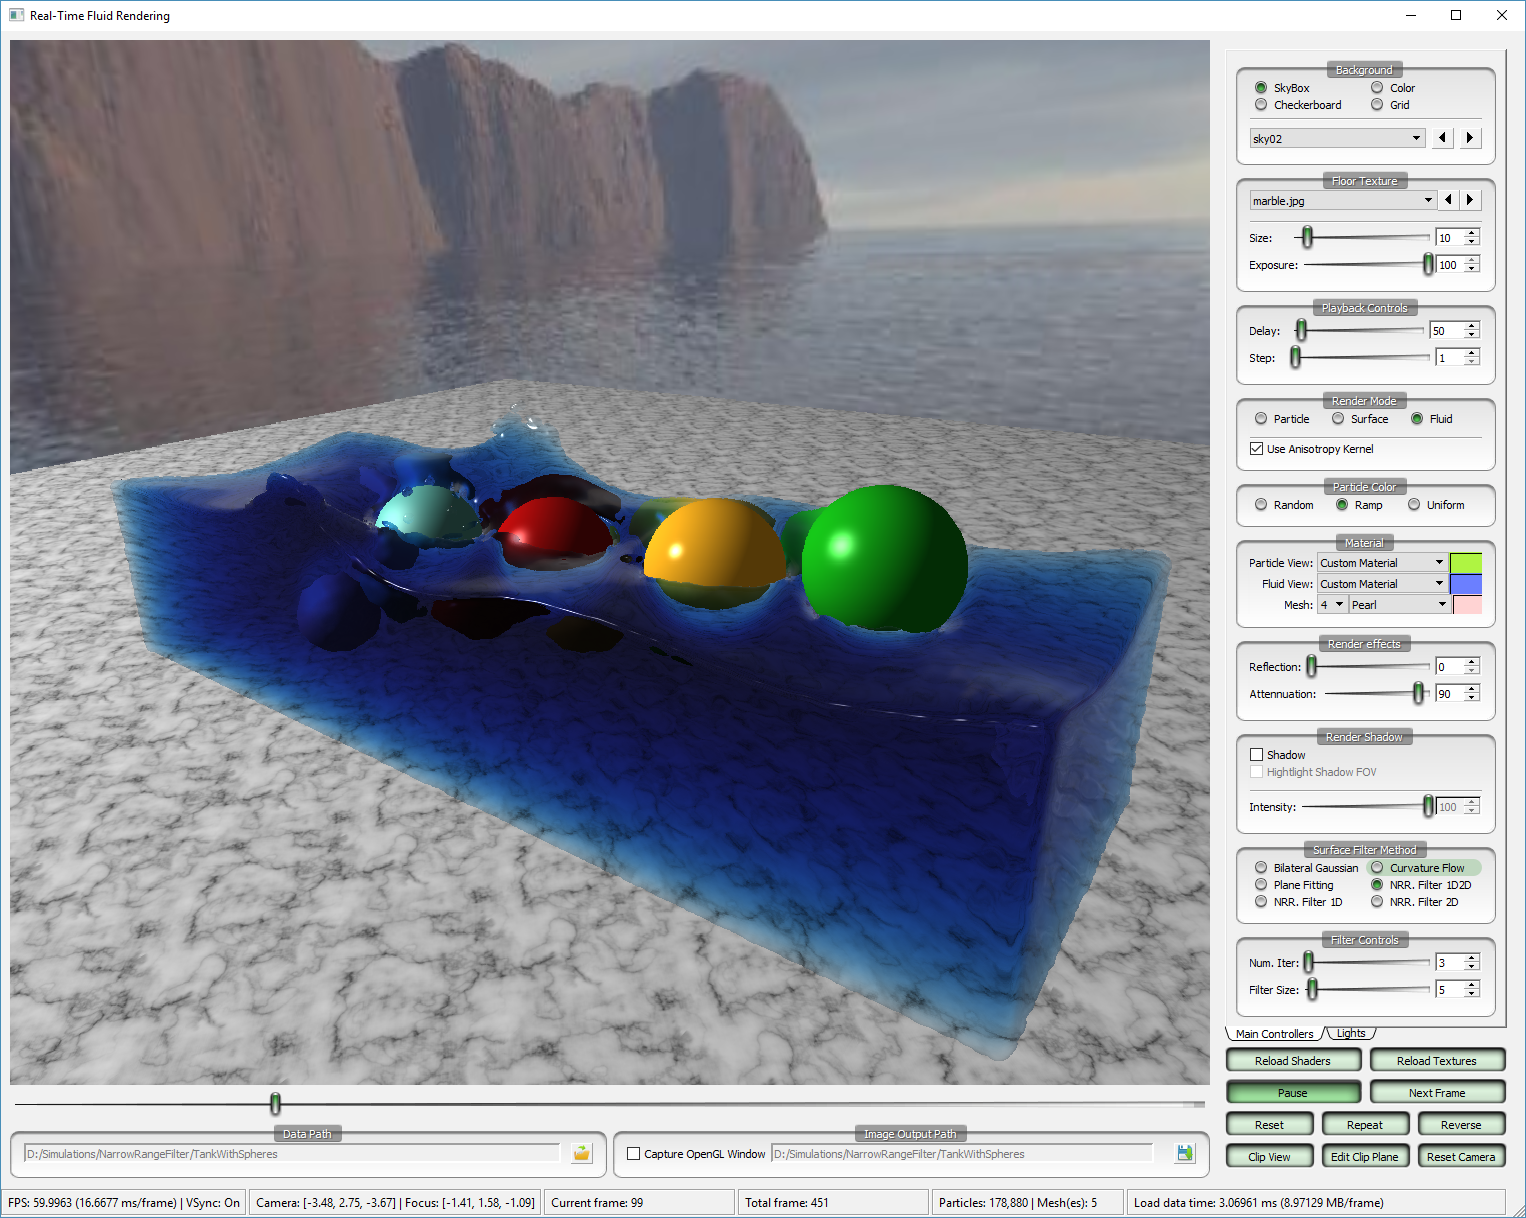 Real-Time Fluid Rendering
Background
SkyBox Color
Checkerboard Grid
sky02
Floor Texture
marble.jpg
Size: 10
Exposure: 100
Playback Controls
Delay: 50
Step: 1
Render Mode
Particle Surface Fluid
Use Anisotropy Kernel
Particle Color
Random Ramp Uniform
Material
Particle View: Custom Material
Fluid View: Custom Material
Mesh: 4 Pearl
Render effects
Reflection: 0
Attennuation: 90
Render Shadow
Shadow
Hightlight Shadow FOV
Intensity: 100
Surface Filter Method
Bilateral Gaussian Curvature Flow
Plane Fitting NRR. Filter 1D2D
NRR. Filter 1D NRR. Filter 2D
Filter Controls
Num. Iter: 3
Filter Size: 5
Main Controllers Lights
Reload Shaders Reload Textures
Pause Next Frame
Reset Repeat Reverse
Clip View Edit Clip Plane Reset Camera
Data Path
D:/Simulations/NarrowRangeFilter/TankWithSpheres
Image Output Path
Capture OpenGL Window D:/Simulations/NarrowRangeFilter/TankWithSpheres
FPS: 59.9963 (16.6677 ms/frame) | VSync: On Camera: [-3.48, 2.75, -3.67] | Focus: [-1.41, 1.58, -1.09] Current frame: 99 Total frame: 451 Particles: 178,880 | Mesh(es): 5 Load data time: 3.06961 ms (8.97129 MB/frame)